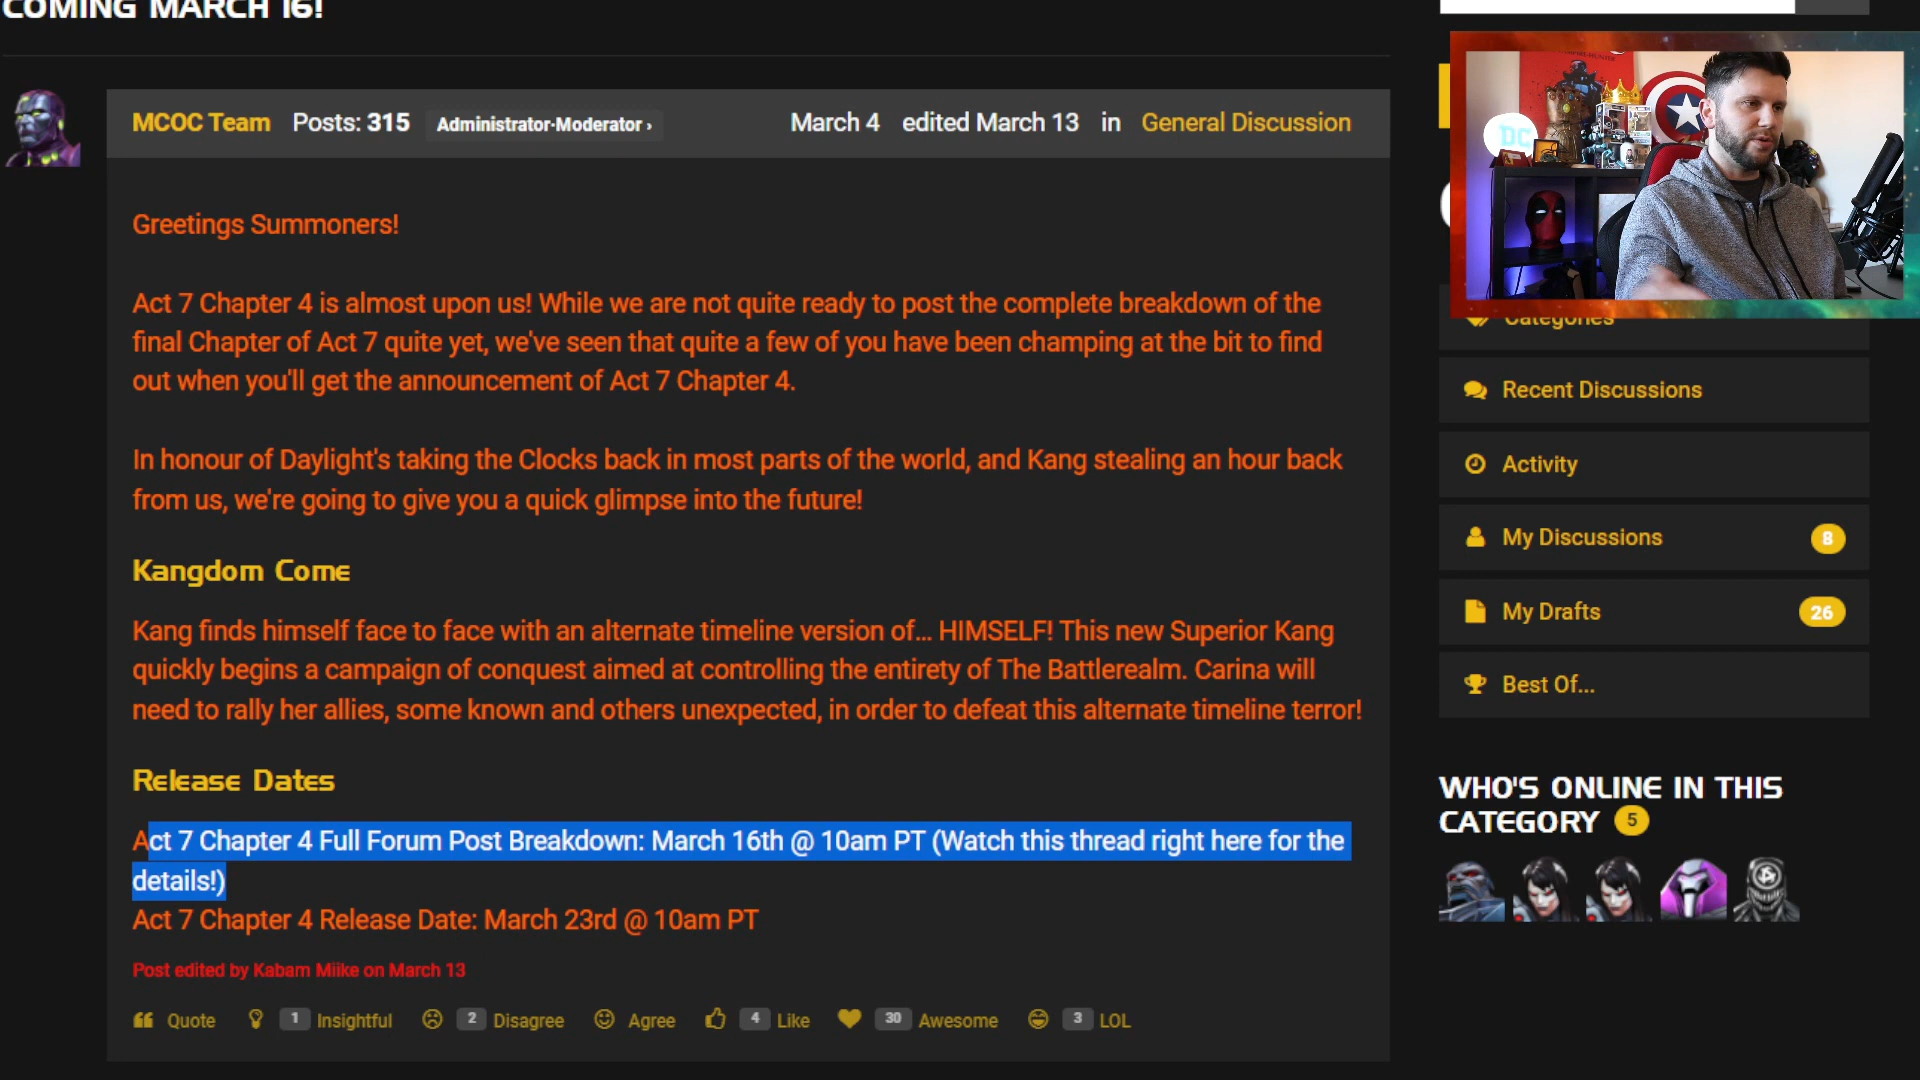 COMING MARCH 16!
MCOC Team Posts: 315 Administrator-Moderator › March 4 edited March 13 in General Discussion
Greetings Summoners!
Act 7 Chapter 4 is almost upon us! While we are not quite ready to post the complete breakdown of the
final Chapter of Act 7 quite yet, we've seen that quite a few of you have been champing at the bit to find
out when you'll get the announcement of Act 7 Chapter 4.
In honour of Daylight's taking the Clocks back in most parts of the world, and Kang stealing an hour back
from us, we're going to give you a quick glimpse into the future!
Kangdom Come
Kang finds himself face to face with an alternate timeline version of... HIMSELF! This new Superior Kang
quickly begins a campaign of conquest aimed at controlling the entirety of The Battlerealm. Carina will
need to rally her allies, some known and others unexpected, in order to defeat this alternate timeline terror!
Release Dates
Act 7 Chapter 4 Full Forum Post Breakdown: March 16th @ 10am PT (Watch this thread right here for the
details!)
Act 7 Chapter 4 Release Date: March 23rd @ 10am PT
Post edited by Kabam Miike on March 13
Quote 1 Insightful 2 Disagree Agree 4 Like 30 Awesome 3 LOL
DC
Categories
Recent Discussions
Activity
My Discussions 8
My Drafts 26
Best Of...
WHO'S ONLINE IN THIS
CATEGORY 5